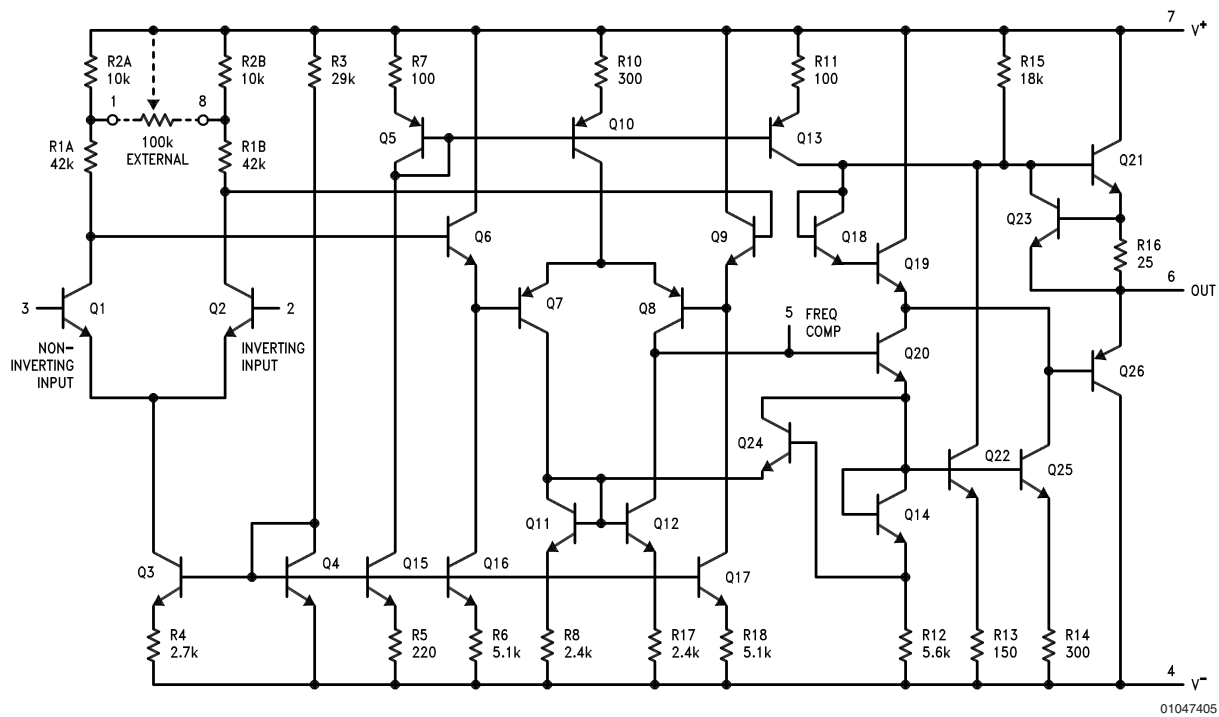 7 V+
R2A
10k
R2B
10k
R3
29k
R7
100
R10
300
R11
100
R15
18k
1
8
100k
EXTERNAL
R1A
42k
R1B
42k
Q5
Q10
Q13
Q21
Q23
R16
25
6
OUT
Q6
Q9
Q18
Q19
3
Q1
Q2
2
Q7
Q8
5 FREQ
COMP
Q20
Q26
NON-
INVERTING
INPUT
INVERTING
INPUT
Q24
Q22
Q25
Q11
Q12
Q14
Q3
Q4
Q15
Q16
Q17
R4
2.7k
R5
220
R6
5.1k
R8
2.4k
R17
2.4k
R18
5.1k
R12
5.6k
R13
150
R14
300
4 V-
01047405